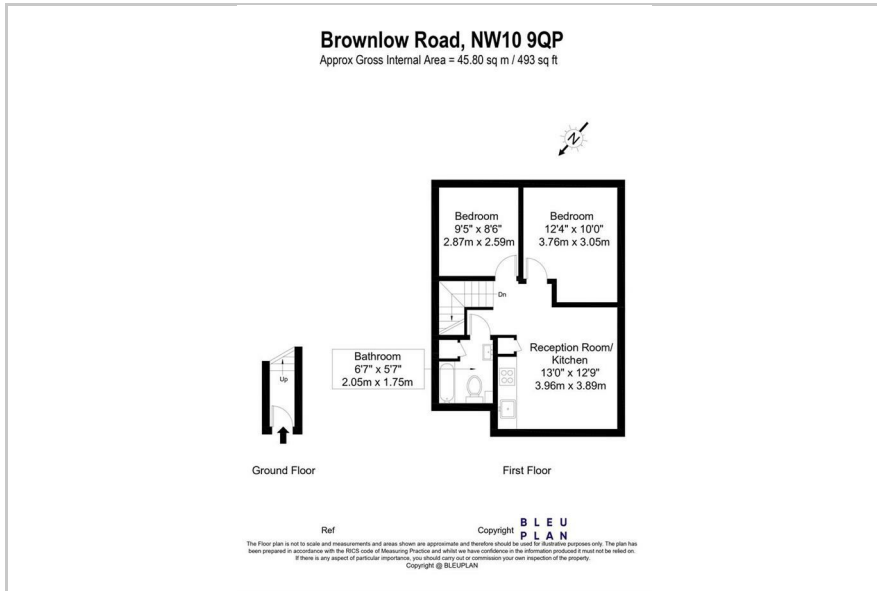 Brownlow Road, NW10 9QP
Approx Gross Internal Area = 45.80 sq m / 493 sq ft
N
Bedroom
9'5" x 8'6"
2.87m x 2.59m
Bedroom
12'4" x 10'0"
3.76m x 3.05m
Dn
Bathroom
6'7" x 5'7"
2.05m x 1.75m
Reception Room/
Kitchen
13'0" x 12'9"
3.96m x 3.89m
Up
Ground Floor
First Floor
Ref
Copyright
BLEU
PLAN
The Floor plan is not to scale and measurements and areas shown are approximate and therefore should be used for illustrative purposes only. The plan has
been prepared in accordance with the RICS code of Measuring Practice and whilst we have confidence in the information produced it must not be relied on.
If there is any aspect of particular importance, you should carry out or commission your own inspection of the property.
Copyright @ BLEUPLAN